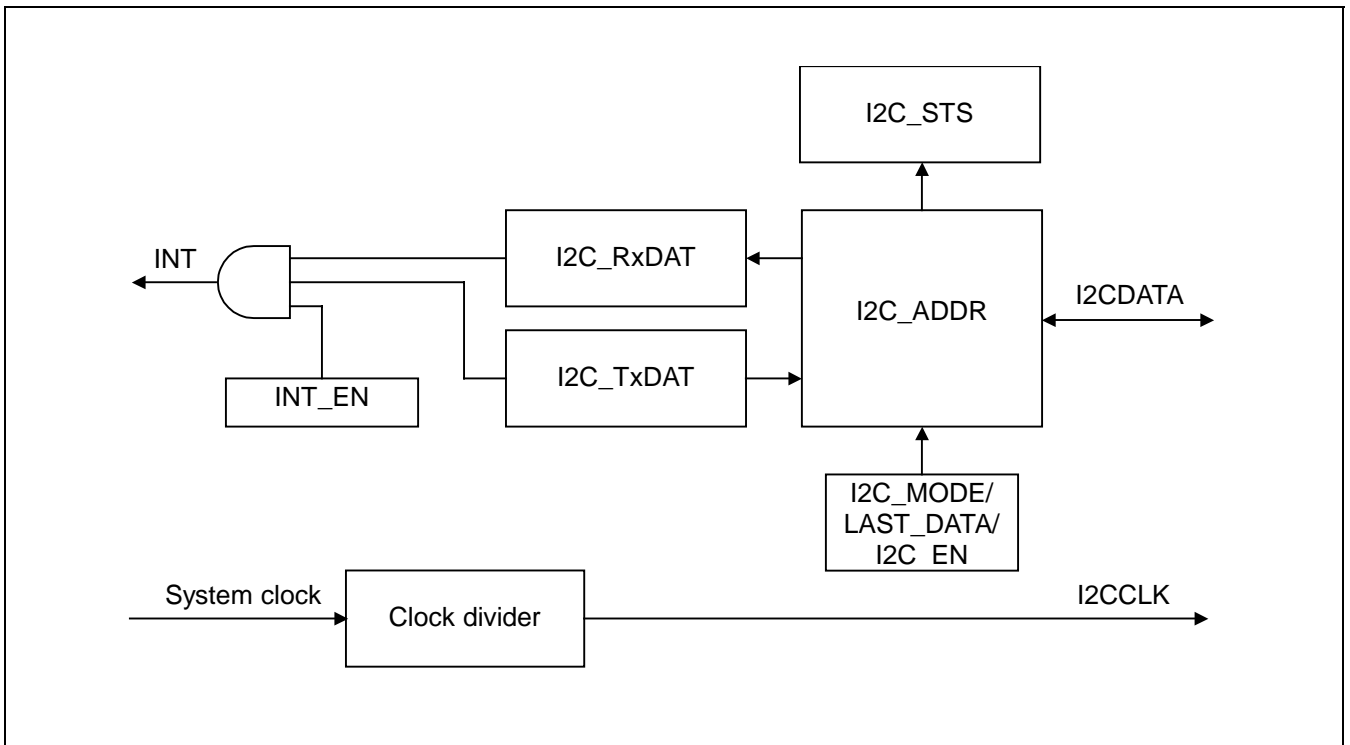 I2C_STS
INT
I2C_RxDAT
I2C_ADDR
I2CDATA
I2C_TxDAT
INT_EN
I2C_MODE/
LAST_DATA/
I2C_EN
System clock
Clock divider
I2CCLK